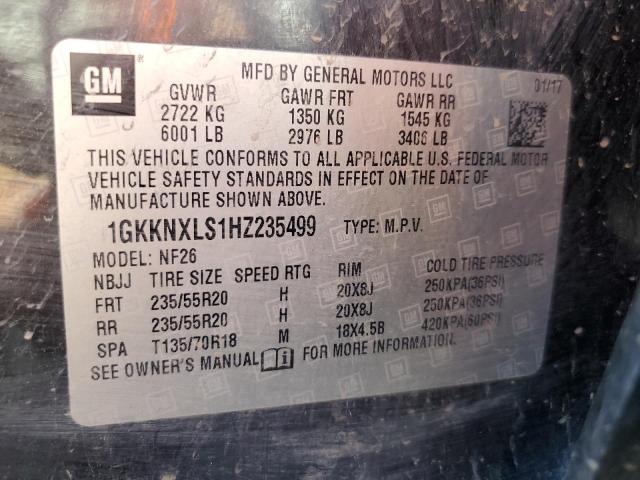 GM
MFD BY GENERAL MOTORS LLC 01/17
GVWR GAWR FRT GAWR RR
2722 KG 1350 KG 1545 KG
6001 LB 2976 LB 3406 LB
THIS VEHICLE CONFORMS TO ALL APPLICABLE U.S. FEDERAL MOTOR
VEHICLE SAFETY STANDARDS IN EFFECT ON THE DATE OF
MANUFACTURE SHOWN ABOVE.
1GKKNXLS1HZ235499 TYPE: M.P.V.
MODEL: NF26
NBJJ TIRE SIZE SPEED RTG RIM COLD TIRE PRESSURE
FRT 235/55R20 H 20X8J 250KPA(36PSI)
RR 235/55R20 H 20X8J 250KPA(36PSI)
SPA T135/70R18 M 18X4.5B 420KPA(60PSI)
SEE OWNER'S MANUAL i FOR MORE INFORMATION.